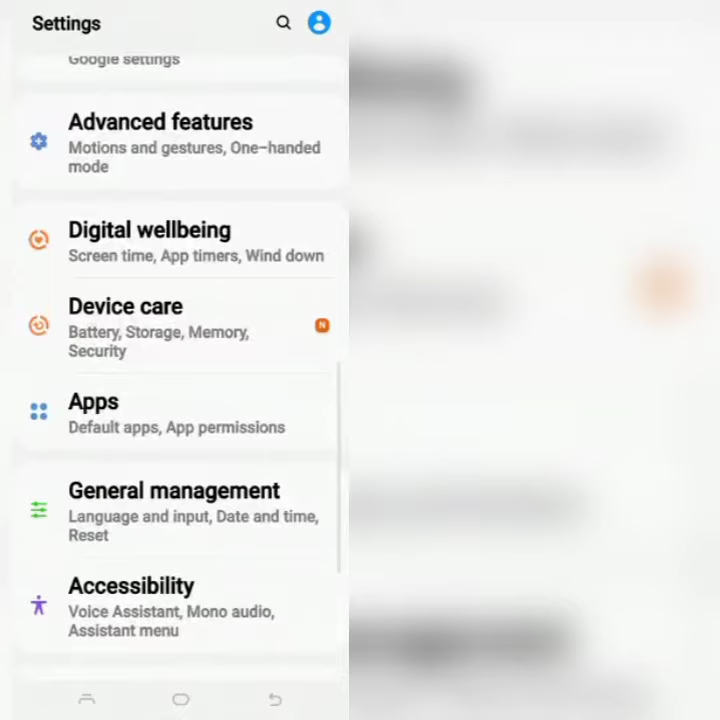 Settings
Google settings
Advanced features
Motions and gestures, One-handed
mode
Digital wellbeing
Screen time, App timers, Wind down
Device care
Battery, Storage, Memory,
Security
N
Apps
Default apps, App permissions
General management
Language and input, Date and time,
Reset
Accessibility
Voice Assistant, Mono audio,
Assistant menu